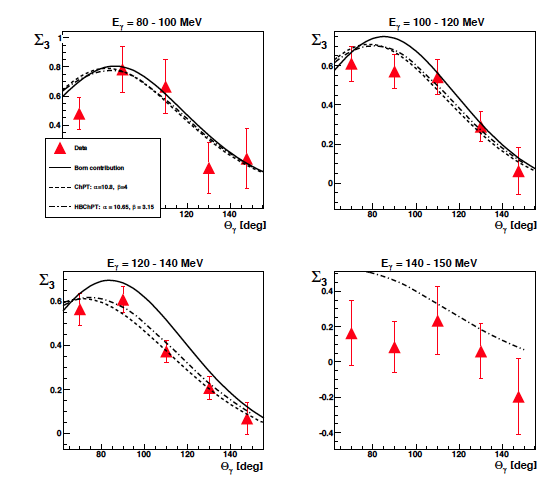 E_γ = 80 - 100 MeV
Σ₃
1
0.8
0.6
0.4
Data
Born contribution
ChPT: α=10.8, β=4
HBChPT: α = 10.65, β = 3.15
120 140
Θ_γ [deg]
E_γ = 100 - 120 MeV
Σ₃
0.6
0.4
0.2
0
80 100 120 140
Θ_γ [deg]
E_γ = 120 - 140 MeV
Σ₃
0.6
0.4
0.2
0
80 100 120 140
Θ_γ [deg]
E_γ = 140 - 150 MeV
Σ₃
0.4
0.2
0
-0.2
-0.4
80 100 120 140
Θ_γ [deg]